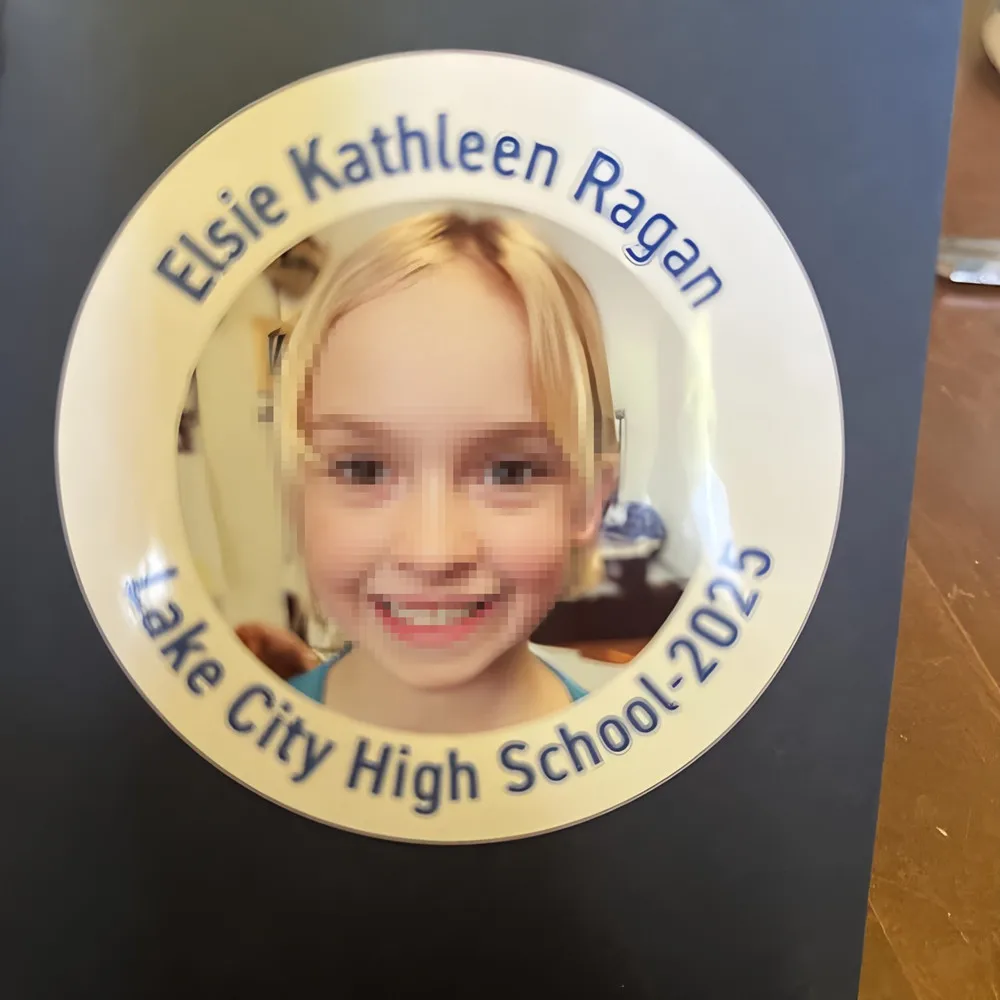 Elsie Kathleen Ragan
Lake City High School-2025